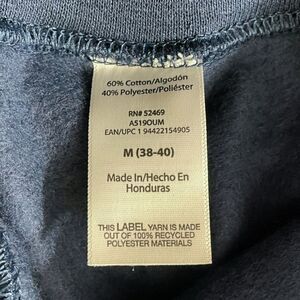 60% Cotton/Algodón
40% Polyester/Poliéster
RN# 52469
A519OUM
EAN/UPC 1 94422154905
M (38-40)
Made In/Hecho En
Honduras
THIS LABEL YARN IS MADE
OUT OF 100% RECYCLED
POLYESTER MATERIALS